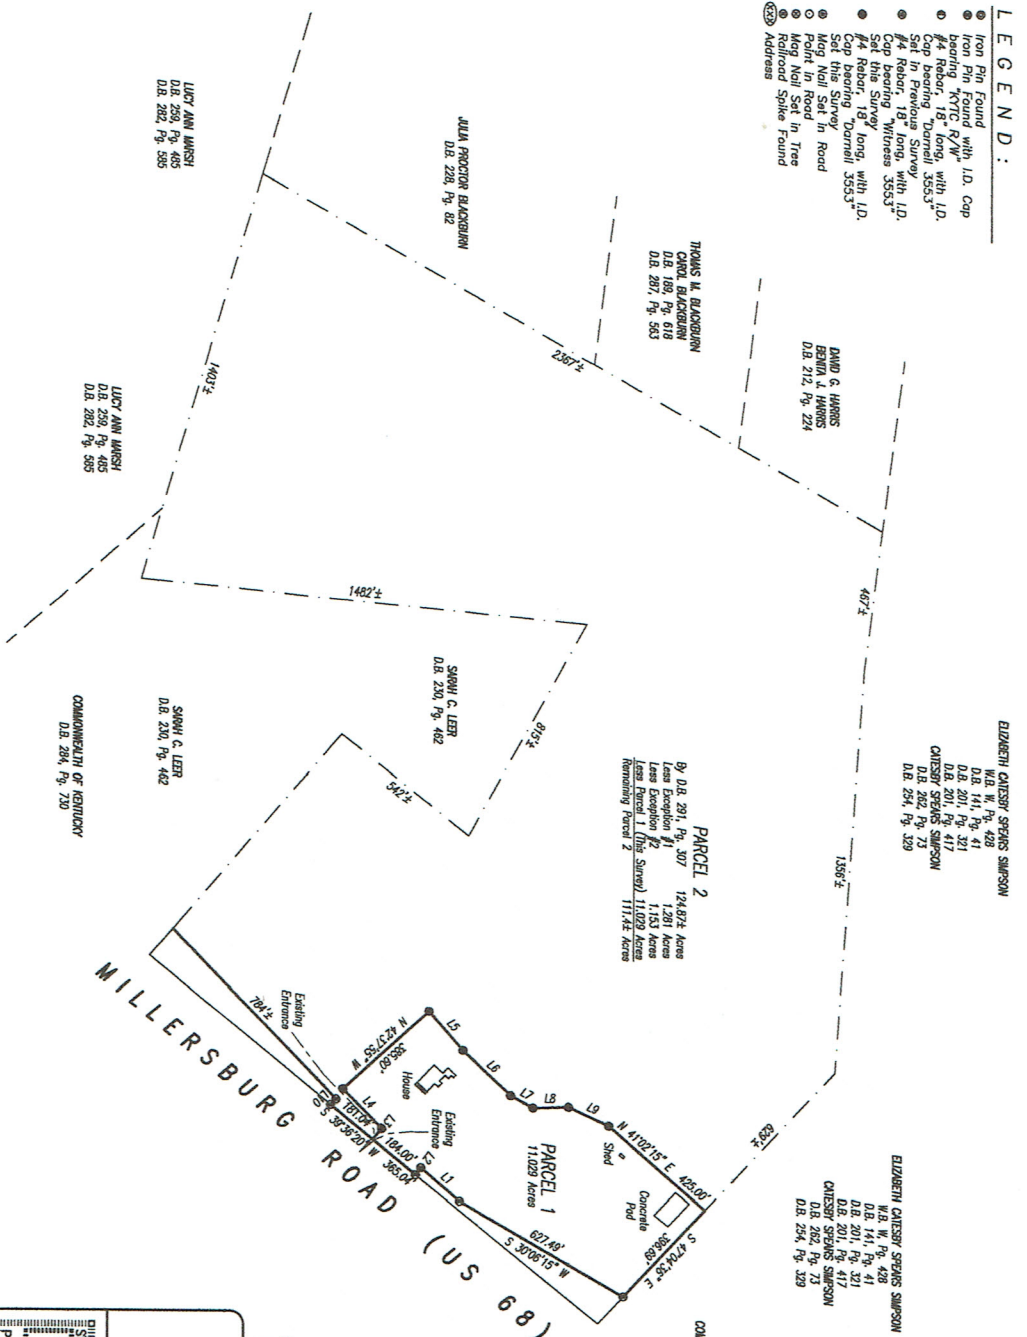 LEGEND:
Iron Pin Found
Iron Pin Found with I.D. Cap
bearing "KYTC R/W"
#4 Rebar, 18" long, with I.D.
Cap bearing "Darnell 3553"
Set in Previous Survey
#4 Rebar, 18" long, with I.D.
Cap bearing "Witness 3553"
Set this Survey
#4 Rebar, 18" long, with I.D.
Cap bearing "Darnell 3553"
Set this Survey
Mag Nail Set in Road
Point in Road
Mag Nail Set in Tree
Railroad Spike Found
XXX Address
ELIZABETH CATESBY SPEARS SIMPSON
W.B. W, Pg. 428
D.B. 141, Pg. 41
D.B. 201, Pg. 321
D.B. 201, Pg. 417
CATESBY SPEARS SIMPSON
D.B. 262, Pg. 73
D.B. 254, Pg. 329
ELIZABETH CATESBY SPEARS SIMPSON
W.B. W, Pg. 428
D.B. 141, Pg. 41
D.B. 201, Pg. 321
D.B. 201, Pg. 417
CATESBY SPEARS SIMPSON
D.B. 262, Pg. 73
D.B. 254, Pg. 329
DAVID G. HARRIS
BENITA J. HARRIS
D.B. 212, Pg. 224
467'±
1356'±
629'±
THOMAS M. BLACKBURN
CAROL BLACKBURN
D.B. 189, Pg. 618
D.B. 287, Pg. 563
2367'±
JULIA PROCTOR BLACKBURN
D.B. 228, Pg. 82
PARCEL 2
By D.B. 291, Pg. 307 124.87± Acres
Less Exception #1 1.281 Acres
Less Exception #2 1.153 Acres
Less Parcel 1 (This Survey) 11.029 Acres
Remaining Parcel 2 111.4± Acres
LUCY ANN MARSH
D.B. 259, Pg. 485
D.B. 282, Pg. 585
1403'±
LUCY ANN MARSH
D.B. 259, Pg. 485
D.B. 282, Pg. 585
1482'±
SARAH C. LEER
D.B. 230, Pg. 462
815'±
542'±
SARAH C. LEER
D.B. 230, Pg. 462
COMMONWEALTH OF KENTUCKY
D.B. 284, Pg. 730
784'±
Existing
Entrance
N 42°37'55" W
385.60'
L5
L6
L7
L8
L9
N 41°02'15" E 425.00'
S 47°04'36" E
396.69'
House
Shed
Concrete
Pad
PARCEL 1
11.029 Acres
Existing
Entrance
L4
L3
L2
L1
181.04'
184.00'
S 39°36'20" W 365.04'
627.49'
S 30°06'15" W
MILLERSBURG ROAD (US 68)